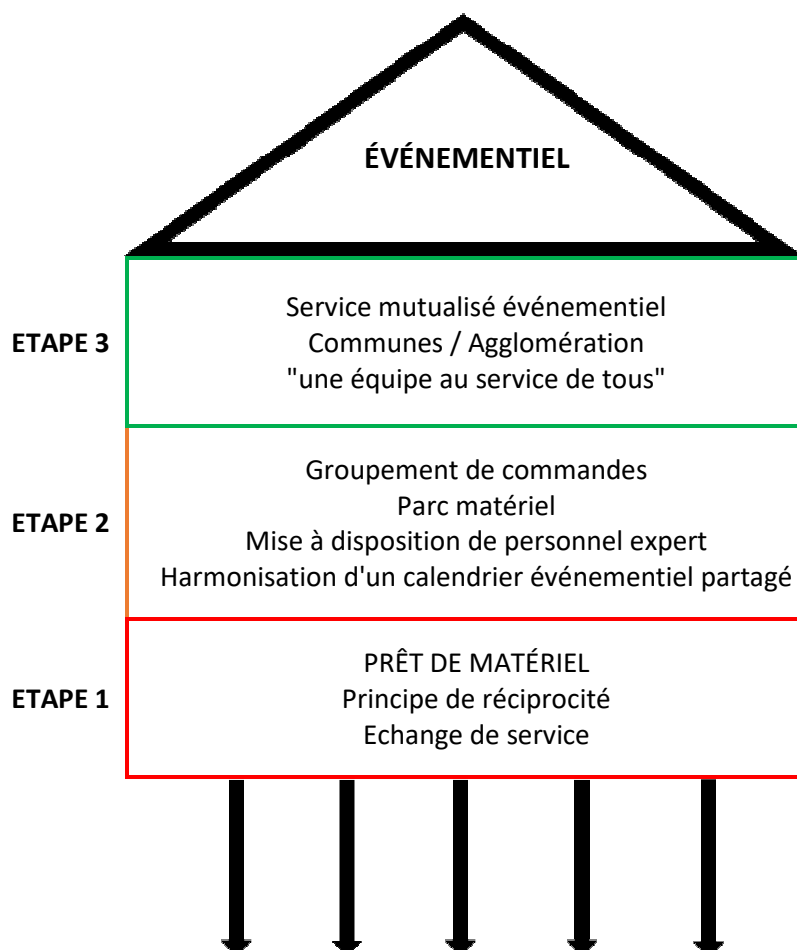 ÉVÉNEMENTIEL
ETAPE 3
Service mutualisé événementiel
Communes / Agglomération
"une équipe au service de tous"
ETAPE 2
Groupement de commandes
Parc matériel
Mise à disposition de personnel expert
Harmonisation d'un calendrier événementiel partagé
ETAPE 1
PRÊT DE MATÉRIEL
Principe de réciprocité
Echange de service